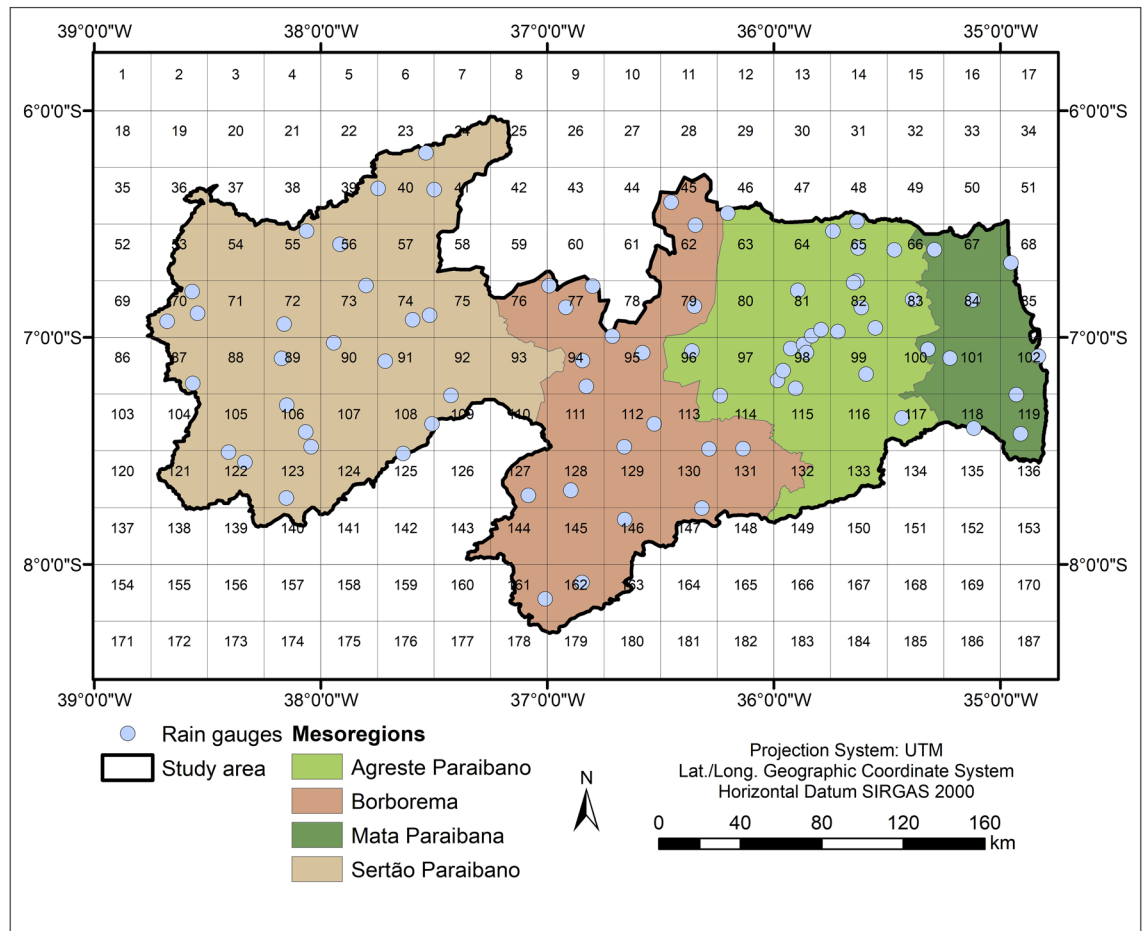 39°0'0"W 38°0'0"W 37°0'0"W 36°0'0"W 35°0'0"W
1 2 3 4 5 6 7 8 9 10 11 12 13 14 15 16 17
6°0'0"S 6°0'0"S
18 19 20 21 22 23 24 25 26 27 28 29 30 31 32 33 34
35 36 37 38 39 40 41 42 43 44 45 46 47 48 49 50 51
52 53 54 55 56 57 58 59 60 61 62 63 64 65 66 67 68
69 70 71 72 73 74 75 76 77 78 79 80 81 82 83 84 85
7°0'0"S 7°0'0"S
86 87 88 89 90 91 92 93 94 95 96 97 98 99 100 101 102
103 104 105 106 107 108 109 110 111 112 113 114 115 116 117 118 119
120 121 122 123 124 125 126 127 128 129 130 131 132 133 134 135 136
137 138 139 140 141 142 143 144 145 146 147 148 149 150 151 152 153
8°0'0"S 8°0'0"S
154 155 156 157 158 159 160 161 162 163 164 165 166 167 168 169 170
171 172 173 174 175 176 177 178 179 180 181 182 183 184 185 186 187
39°0'0"W 38°0'0"W 37°0'0"W 36°0'0"W 35°0'0"W
Rain gauges
Study area
Mesoregions
Agreste Paraibano
Borborema
Mata Paraibana
Sertão Paraibano
N
Projection System: UTM
Lat./Long. Geographic Coordinate System
Horizontal Datum SIRGAS 2000
0 40 80 120 160
km